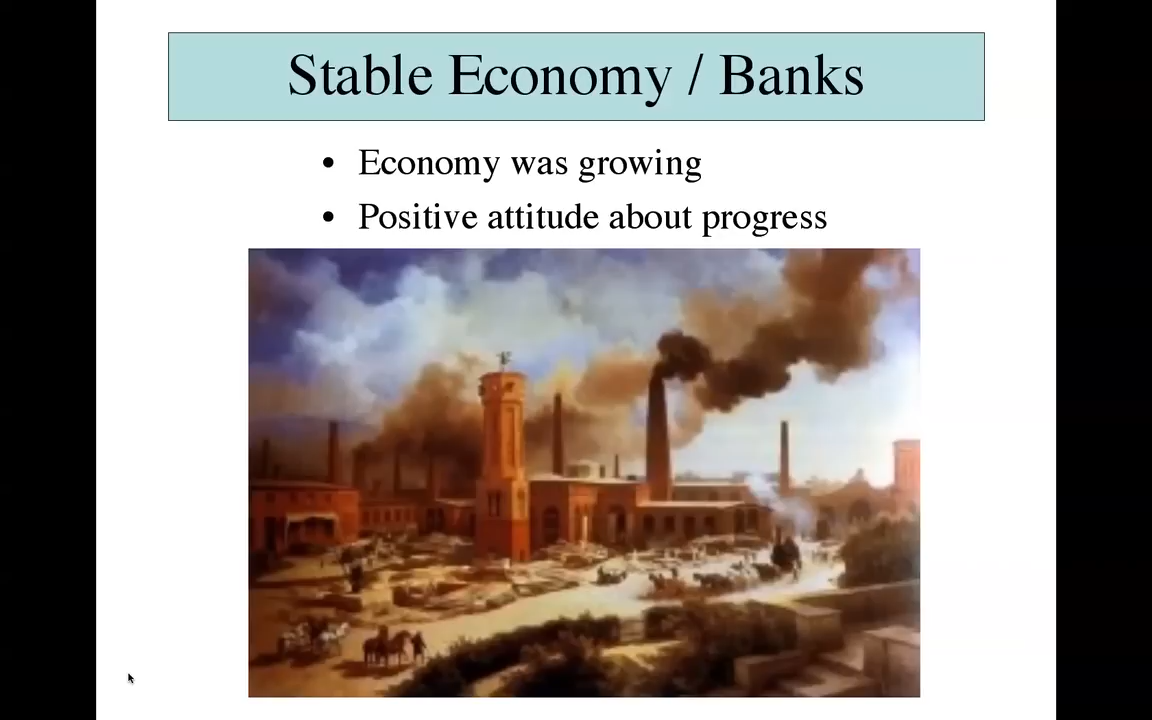 Stable Economy / Banks
• Economy was growing
• Positive attitude about progress